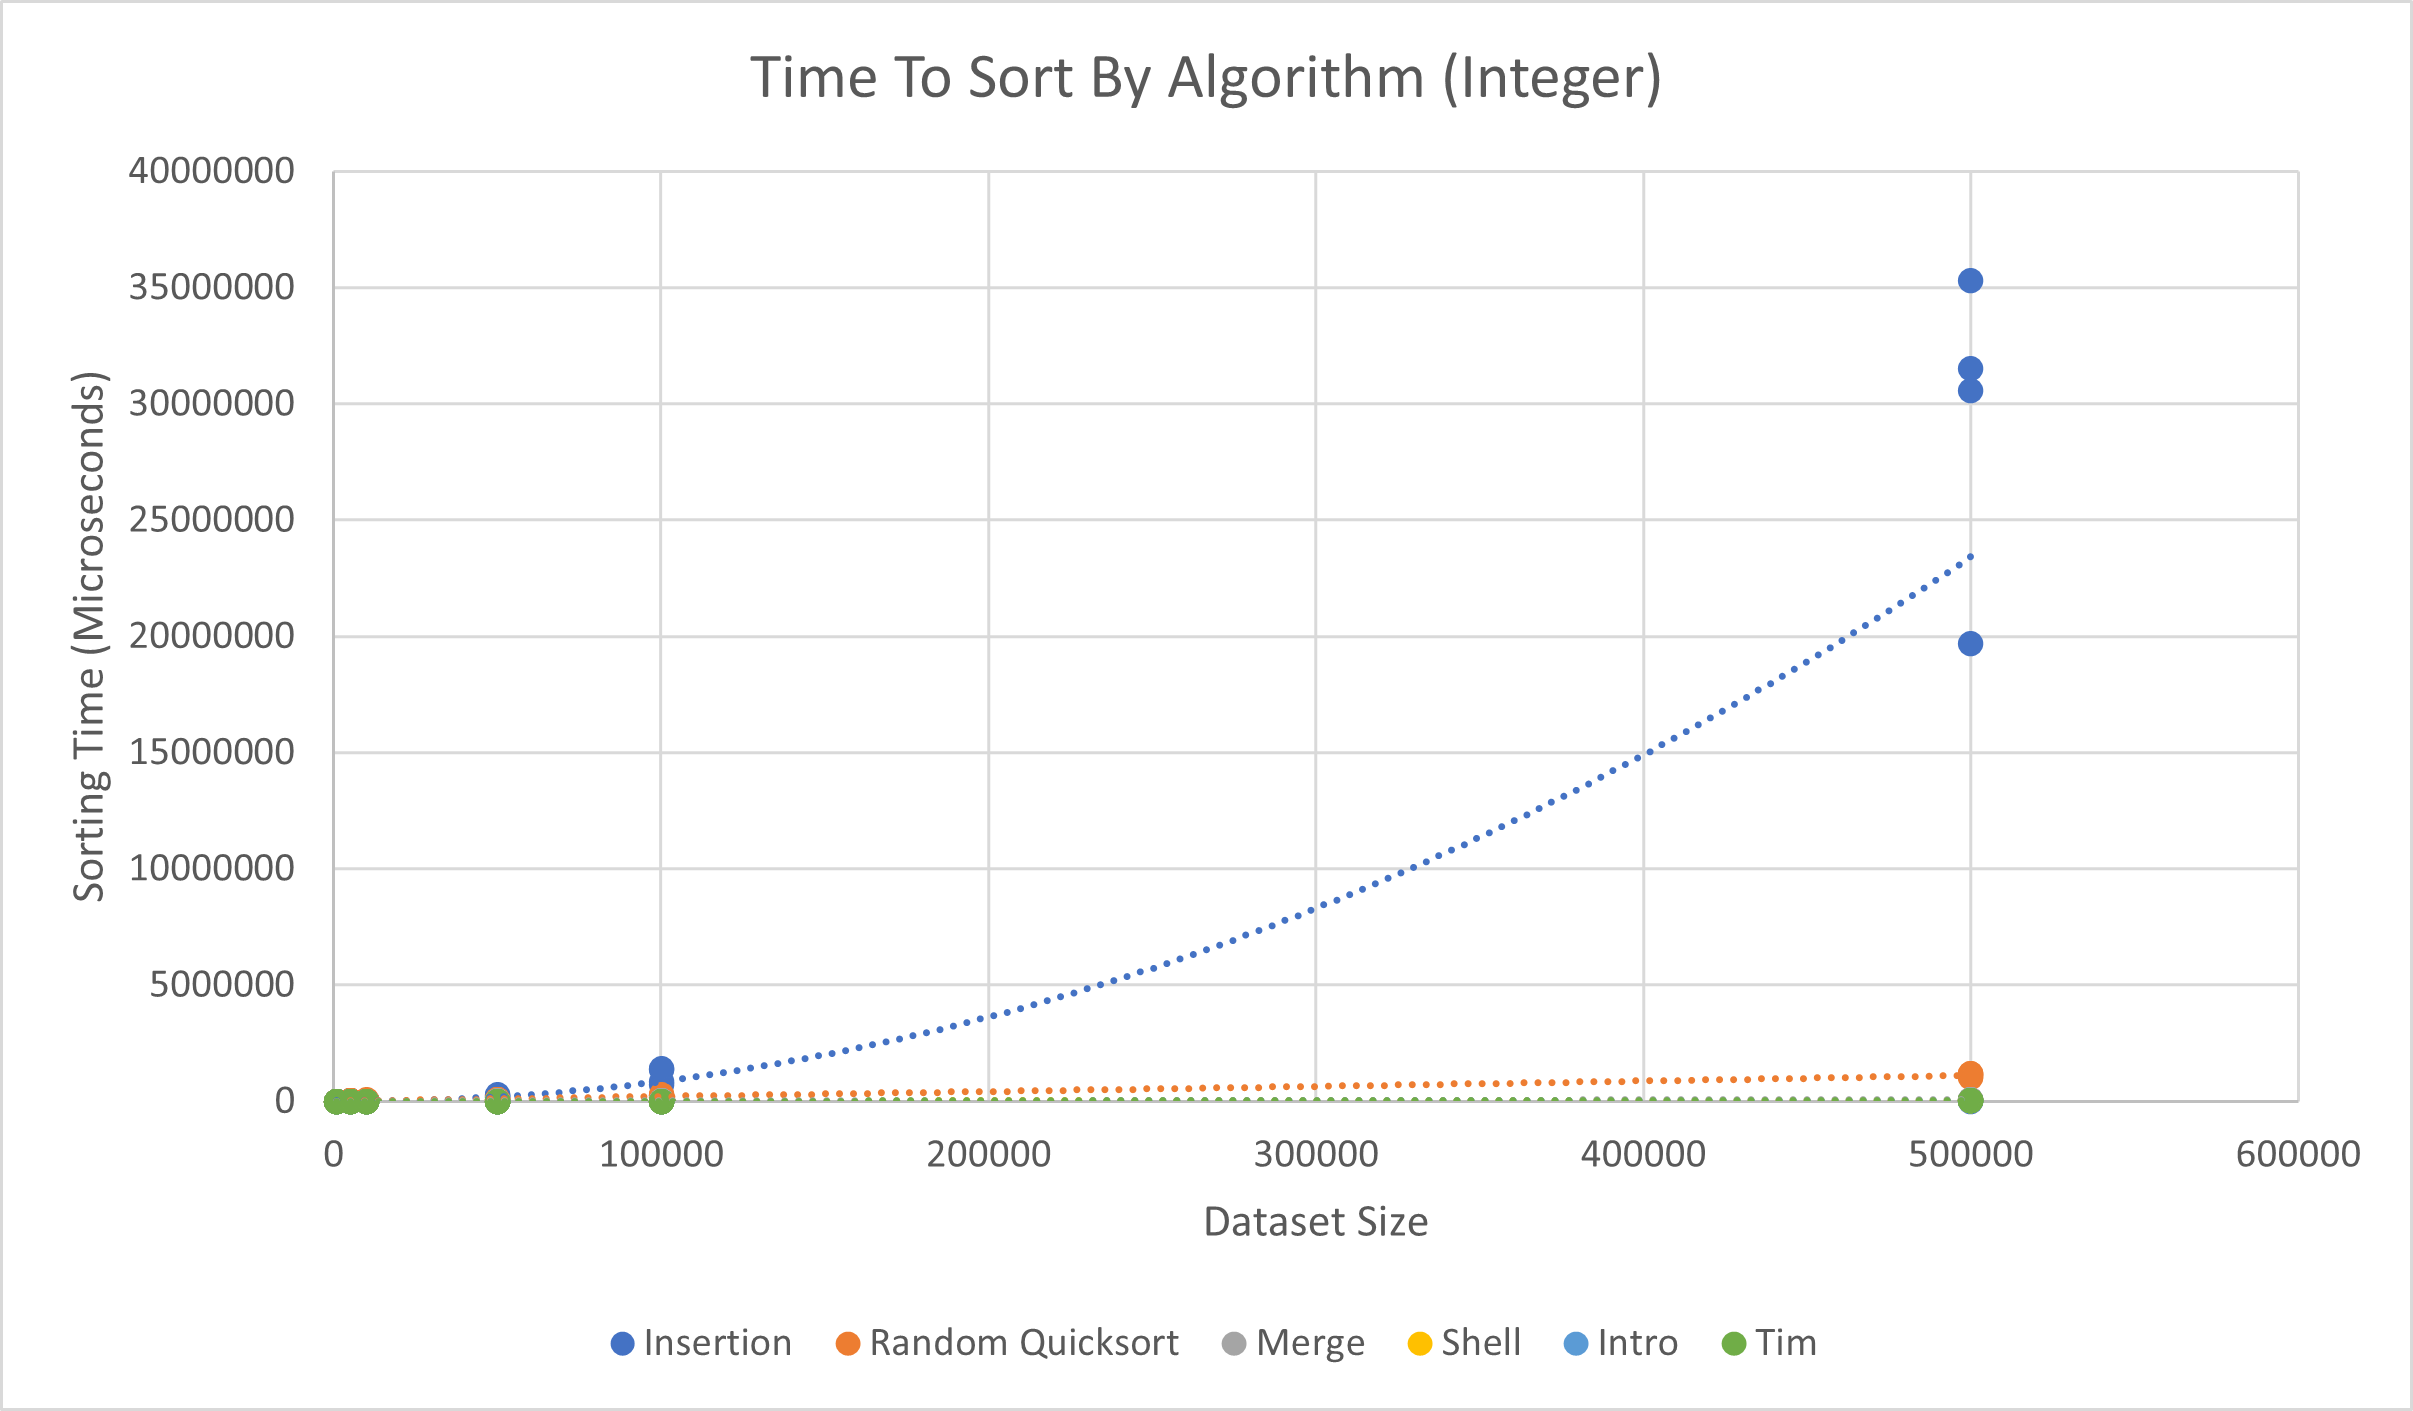 Time To Sort By Algorithm (Integer)
40000000
35000000
30000000
25000000
20000000
15000000
10000000
5000000
0
Sorting Time (Microseconds)
0 100000 200000 300000 400000 500000 600000
Dataset Size
Insertion Random Quicksort Merge Shell Intro Tim